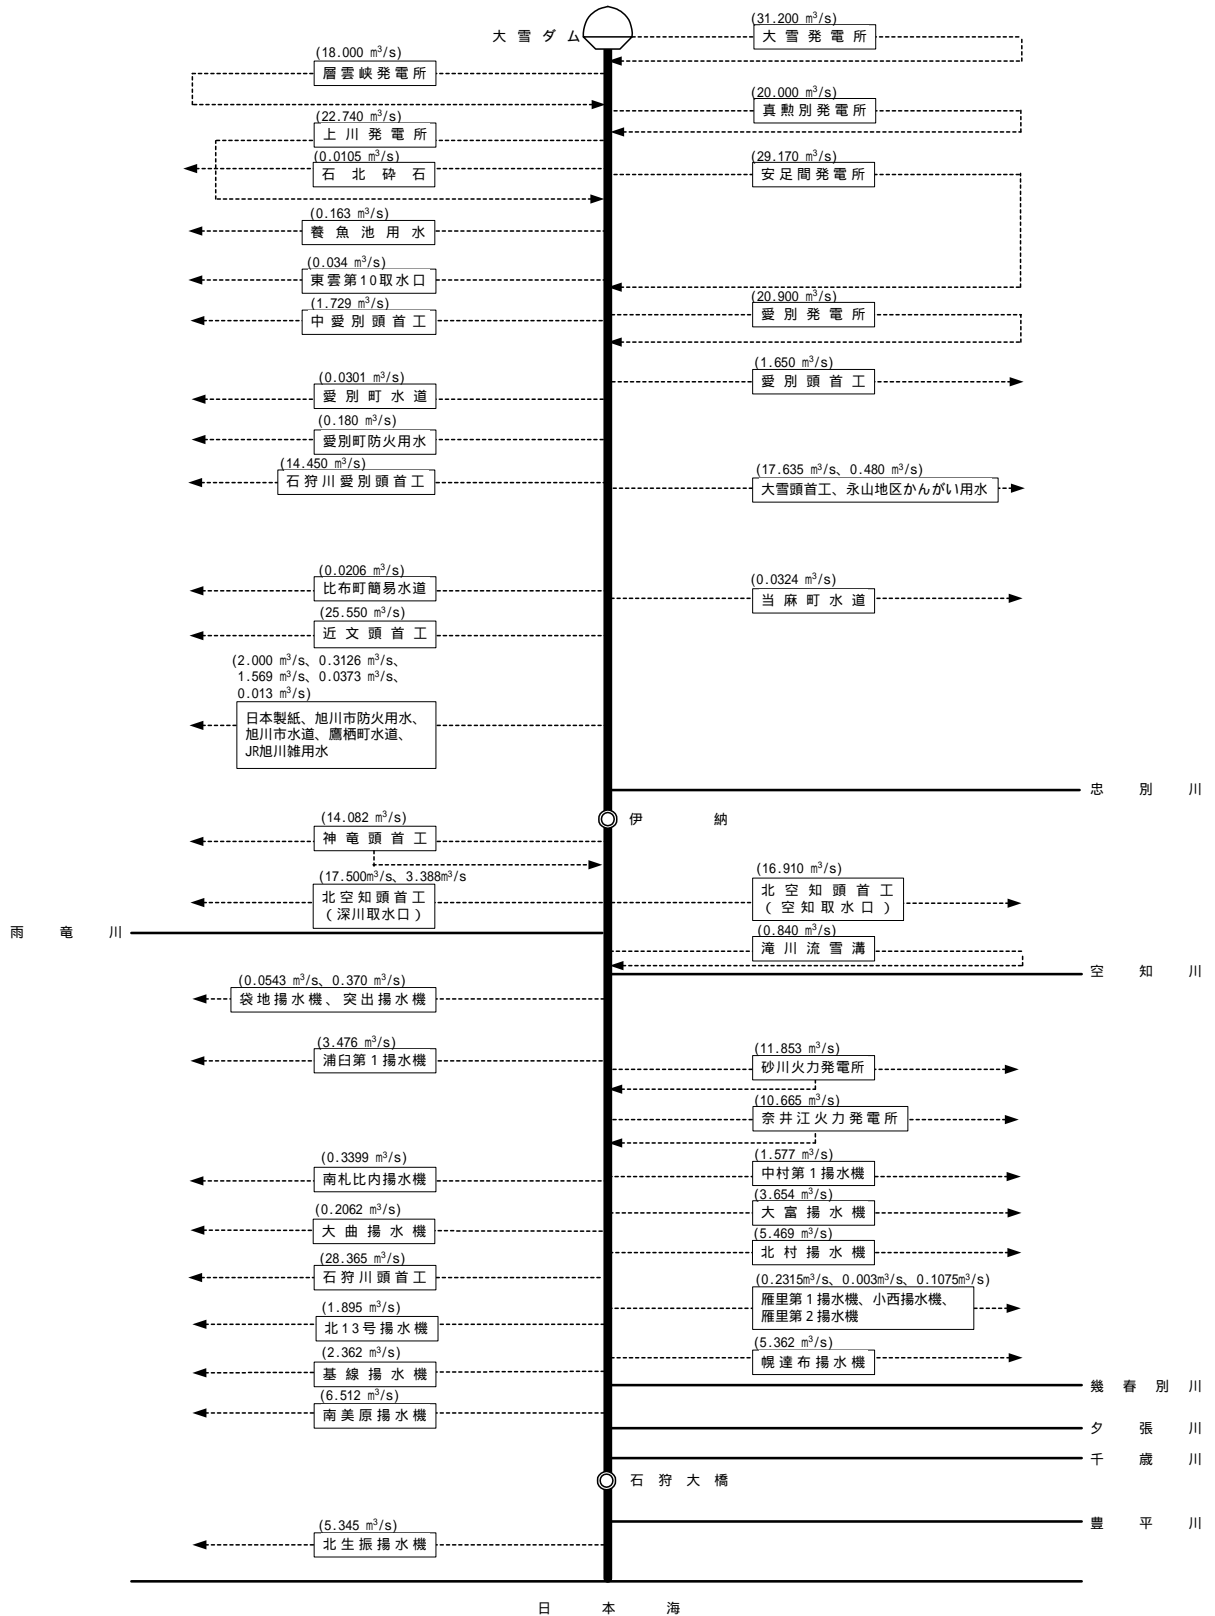 大雪ダム
(31.200 m³/s)
大雪発電所
(18.000 m³/s)
層雲峡発電所
(20.000 m³/s)
真勲別発電所
(22.740 m³/s)
上川発電所
(0.0105 m³/s)
石北砕石
(29.170 m³/s)
安足間発電所
(0.163 m³/s)
養魚池用水
(0.034 m³/s)
東雲第10取水口
(1.729 m³/s)
中愛別頭首工
(20.900 m³/s)
愛別発電所
(1.650 m³/s)
愛別頭首工
(0.0301 m³/s)
愛別町水道
(0.180 m³/s)
愛別町防火用水
(14.450 m³/s)
石狩川愛別頭首工
(17.635 m³/s、0.480 m³/s)
大雪頭首工、永山地区かんがい用水
(0.0206 m³/s)
比布町簡易水道
(0.0324 m³/s)
当麻町水道
(25.550 m³/s)
近文頭首工
(2.000 m³/s、0.3126 m³/s、
1.569 m³/s、0.0373 m³/s、
0.013 m³/s)
日本製紙、旭川市防火用水、
旭川市水道、鷹栖町水道、
JR旭川雑用水
忠別川
伊納
(14.082 m³/s)
神竜頭首工
(17.500m³/s、3.388m³/s
北空知頭首工
(深川取水口)
(16.910 m³/s)
北空知頭首工
(空知取水口)
雨竜川
(0.840 m³/s)
滝川流雪溝
空知川
(0.0543 m³/s、0.370 m³/s)
袋地揚水機、突出揚水機
(3.476 m³/s)
浦臼第1揚水機
(11.853 m³/s)
砂川火力発電所
(10.665 m³/s)
奈井江火力発電所
(0.3399 m³/s)
南札比内揚水機
(1.577 m³/s)
中村第1揚水機
(3.654 m³/s)
大富揚水機
(0.2062 m³/s)
大曲揚水機
(5.469 m³/s)
北村揚水機
(28.365 m³/s)
石狩川頭首工
(0.2315m³/s、0.003m³/s、0.1075m³/s)
雁里第1揚水機、小西揚水機、
雁里第2揚水機
(1.895 m³/s)
北13号揚水機
(5.362 m³/s)
幌達布揚水機
(2.362 m³/s)
基線揚水機
幾春別川
(6.512 m³/s)
南美原揚水機
夕張川
千歳川
石狩大橋
豊平川
(5.345 m³/s)
北生振揚水機
日本海